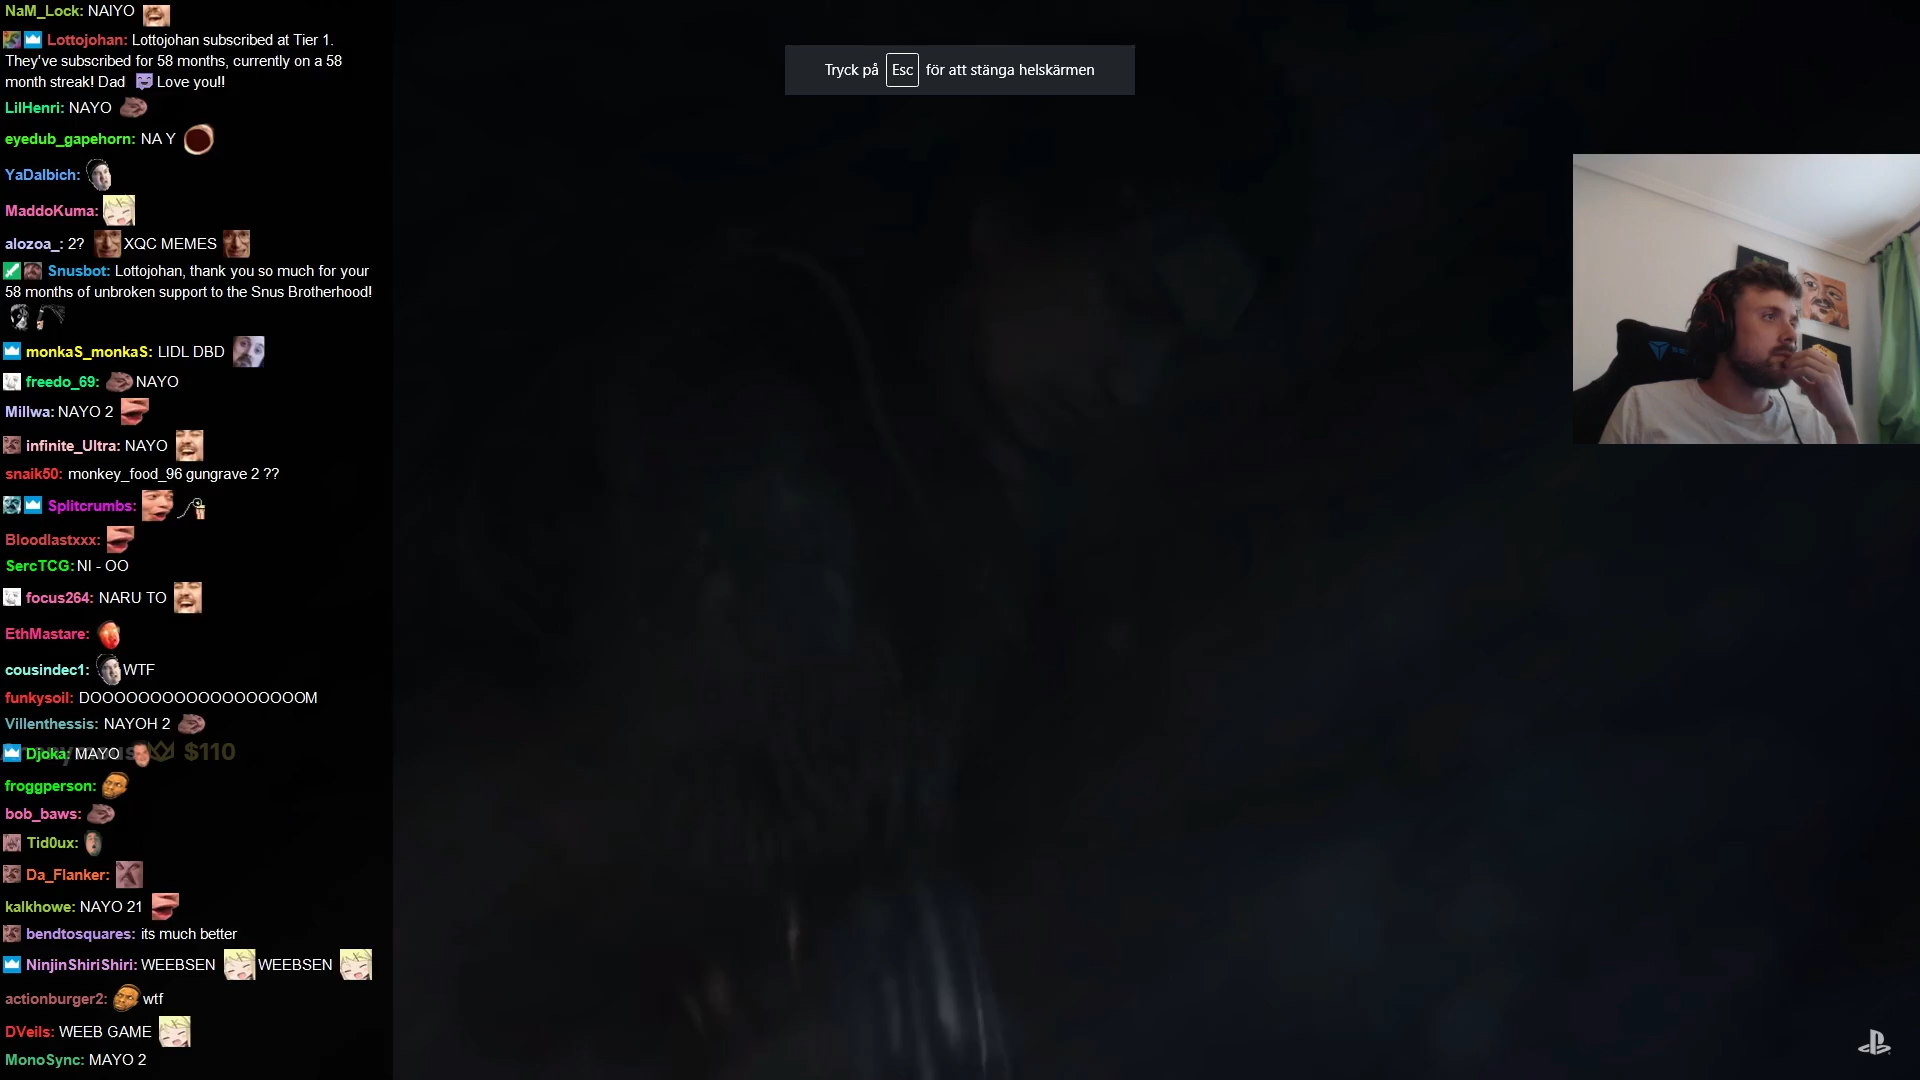 NaM_Lock: NAIYO
Lottojohan: Lottojohan subscribed at Tier 1.
They've subscribed for 58 months, currently on a 58
month streak! Dad Love you!!
LilHenri: NAYO
eyedub_gapehorn: NA Y
YaDalbich:
MaddoKuma:
alozoa_: 2? XQC MEMES
Snusbot: Lottojohan, thank you so much for your
58 months of unbroken support to the Snus Brotherhood!
monkaS_monkaS: LIDL DBD
freedo_69: NAYO
Millwa: NAYO 2
infinite_Ultra: NAYO
snaik50: monkey_food_96 gungrave 2 ??
Splitcrumbs:
Bloodlastxxx:
SercTCG: NI - OO
focus264: NARU TO
EthMastare:
cousindec1: WTF
funkysoil: DOOOOOOOOOOOOOOOOOOM
Villenthessis: NAYOH 2
Djoka: MAYO
$110
froggperson:
bob_baws:
Tid0ux:
Da_Flanker:
kalkhowe: NAYO 21
bendtosquares: its much better
NinjinShiriShiri: WEEBSEN WEEBSEN
actionburger2: wtf
DVeils: WEEB GAME
MonoSync: MAYO 2
Tryck på Esc för att stänga helskärmen